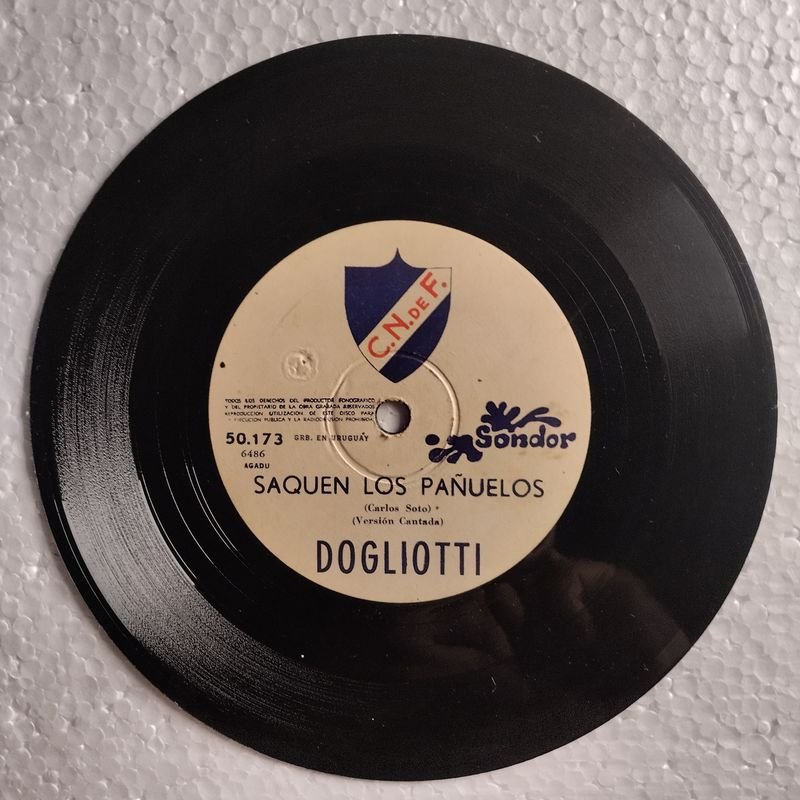 C.N. DE F.
TODOS LOS DERECHOS DEL PRODUCTOR FONOGRAFICO
Y DEL PROPIETARIO DE LA OBRA GRABADA RESERVADOS
REPRODUCCION UTILIZACION DE ESTE DISCO PARA
EJECUCION PUBLICA Y LA RADIODIFUSION PROHIBIDA
50.173 GRB. EN URUGUAY
6486
AGADU
Sondor
SAQUEN LOS PAÑUELOS
(Carlos Soto) *
(Versión Cantada)
DOGLIOTTI